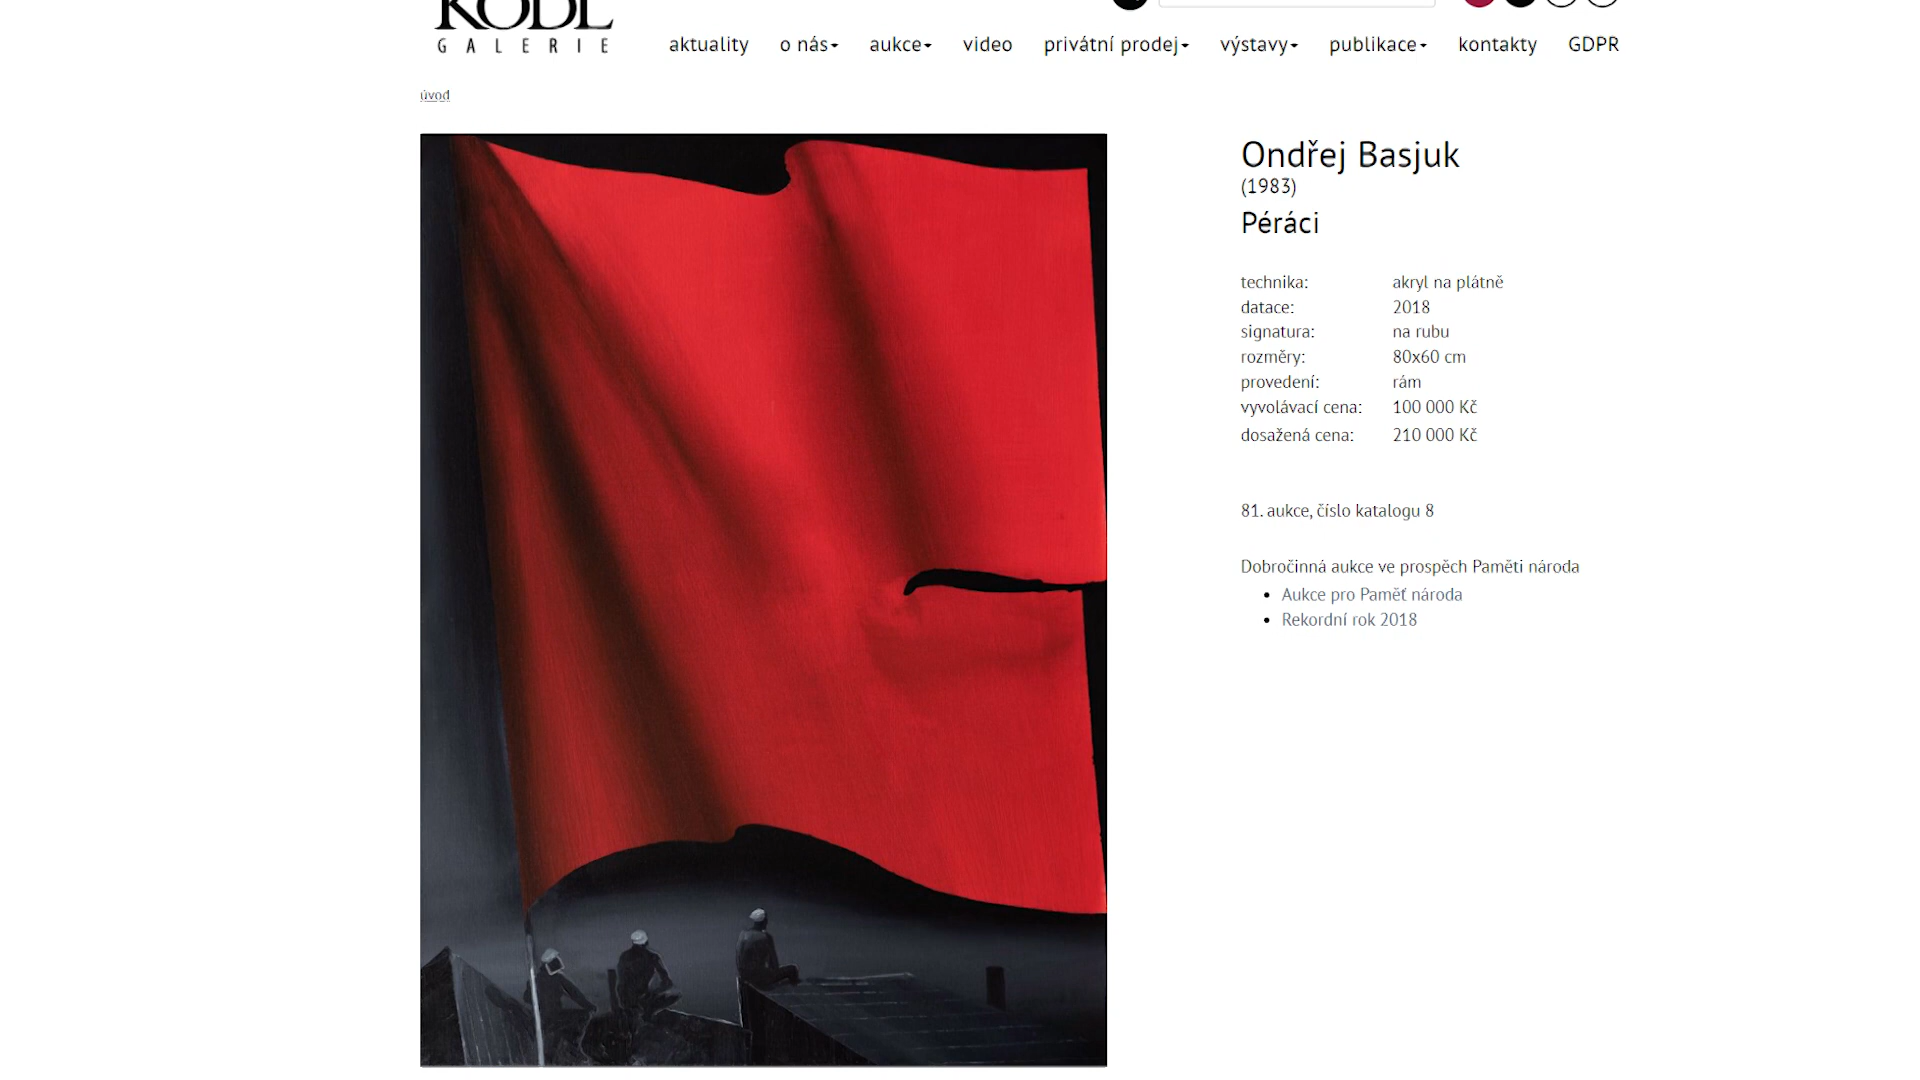 KODL
GALERIE
aktuality o nás aukce video privátní prodej výstavy publikace kontakty GDPR
úvod
Ondřej Basjuk
(1983)
Péráci
technika: akryl na plátně
datace: 2018
signatura: na rubu
rozměry: 80x60 cm
provedení: rám
vyvolávací cena: 100 000 Kč
dosažená cena: 210 000 Kč
81. aukce, číslo katalogu 8
Dobročinná aukce ve prospěch Paměti národa
Aukce pro Paměť národa
Rekordní rok 2018